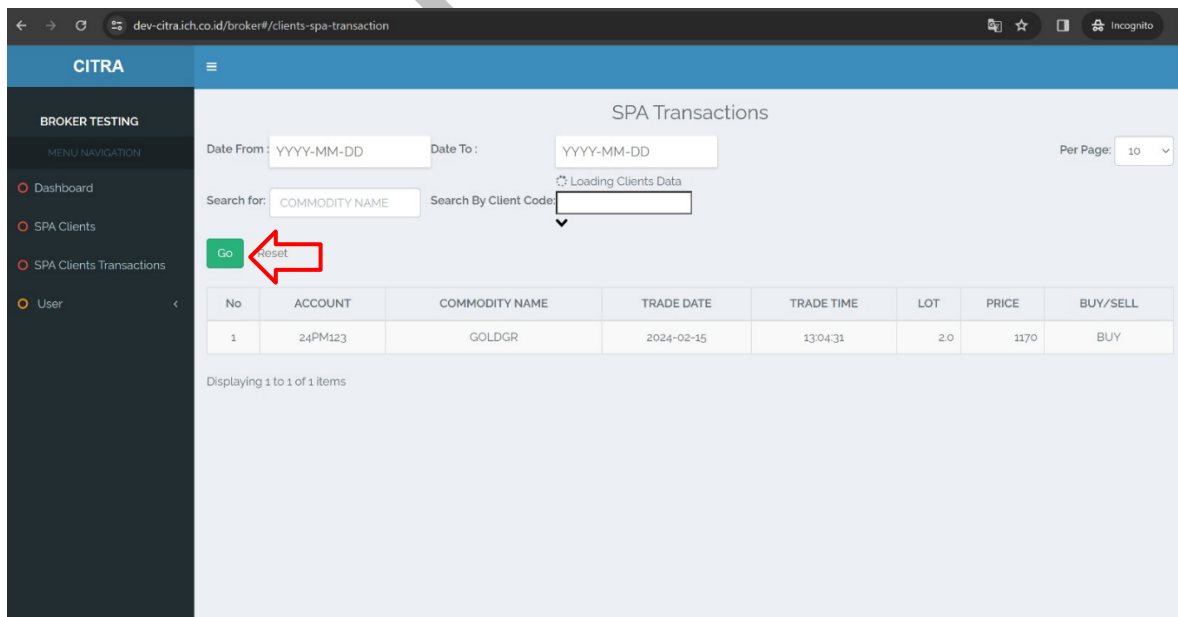 dev-citra.ich.co.id/broker#/clients-spa-transaction Incognito
CITRA
BROKER TESTING
MENU NAVIGATION
Dashboard
SPA Clients
SPA Clients Transactions
User
SPA Transactions
Date From : YYYY-MM-DD Date To : YYYY-MM-DD Per Page: 10
Loading Clients Data
Search for: COMMODITY NAME Search By Client Code:
Go Reset
No ACCOUNT COMMODITY NAME TRADE DATE TRADE TIME LOT PRICE BUY/SELL
1 24PM123 GOLDGR 2024-02-15 13:04:31 2.0 1170 BUY
Displaying 1 to 1 of 1 items